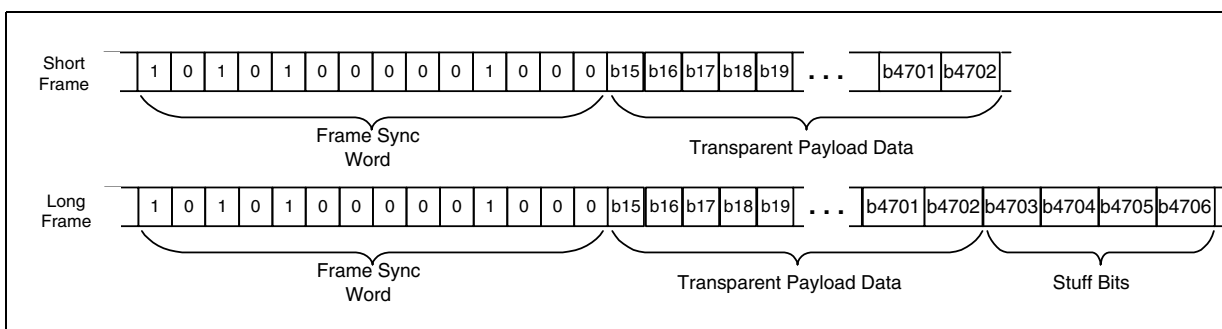 Short
Frame
1 0 1 0 1 0 0 0 0 0 1 0 0 0 b15 b16 b17 b18 b19 . . . b4701 b4702
Frame Sync
Word
Transparent Payload Data
Long
Frame
1 0 1 0 1 0 0 0 0 0 1 0 0 0 b15 b16 b17 b18 b19 . . . b4701 b4702 b4703 b4704 b4705 b4706
Frame Sync
Word
Transparent Payload Data
Stuff Bits